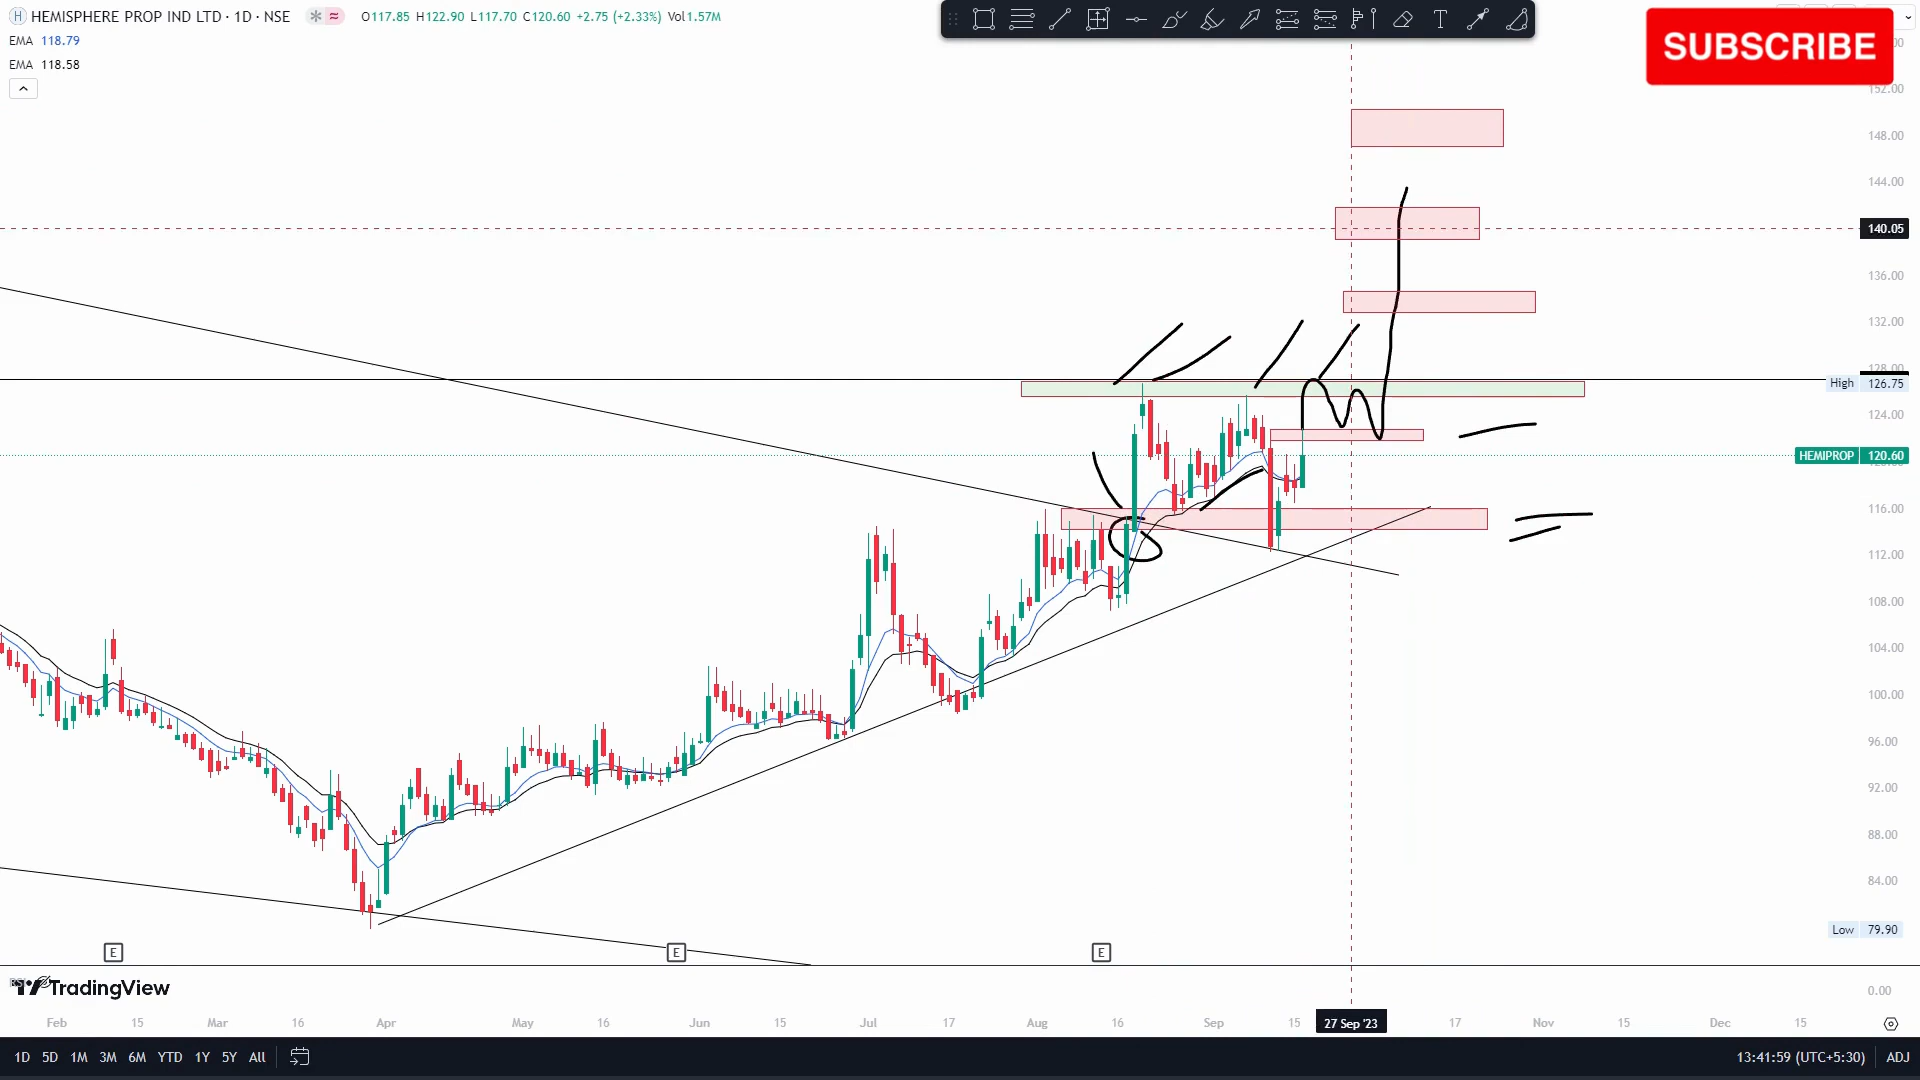 HEMISPHERE PROP IND LTD · 1D · NSE O117.85 H122.90 L117.70 C120.60 +2.75 (+2.33%) Vol1.57M
EMA 118.79
EMA 118.58
SUBSCRIBE
152.00
148.00
144.00
140.05
136.00
132.00
128.00
High 126.75
124.00
HEMIPROP 120.60
116.00
112.00
108.00
104.00
100.00
96.00
92.00
88.00
84.00
Low 79.90
E E E
TradingView
0.00
Feb 15 Mar 16 Apr May 16 Jun 15 Jul 17 Aug 16 Sep 15 27 Sep '23 17 Nov 15 Dec 15
1D 5D 1M 3M 6M YTD 1Y 5Y All 13:41:59 (UTC+5:30) ADJ